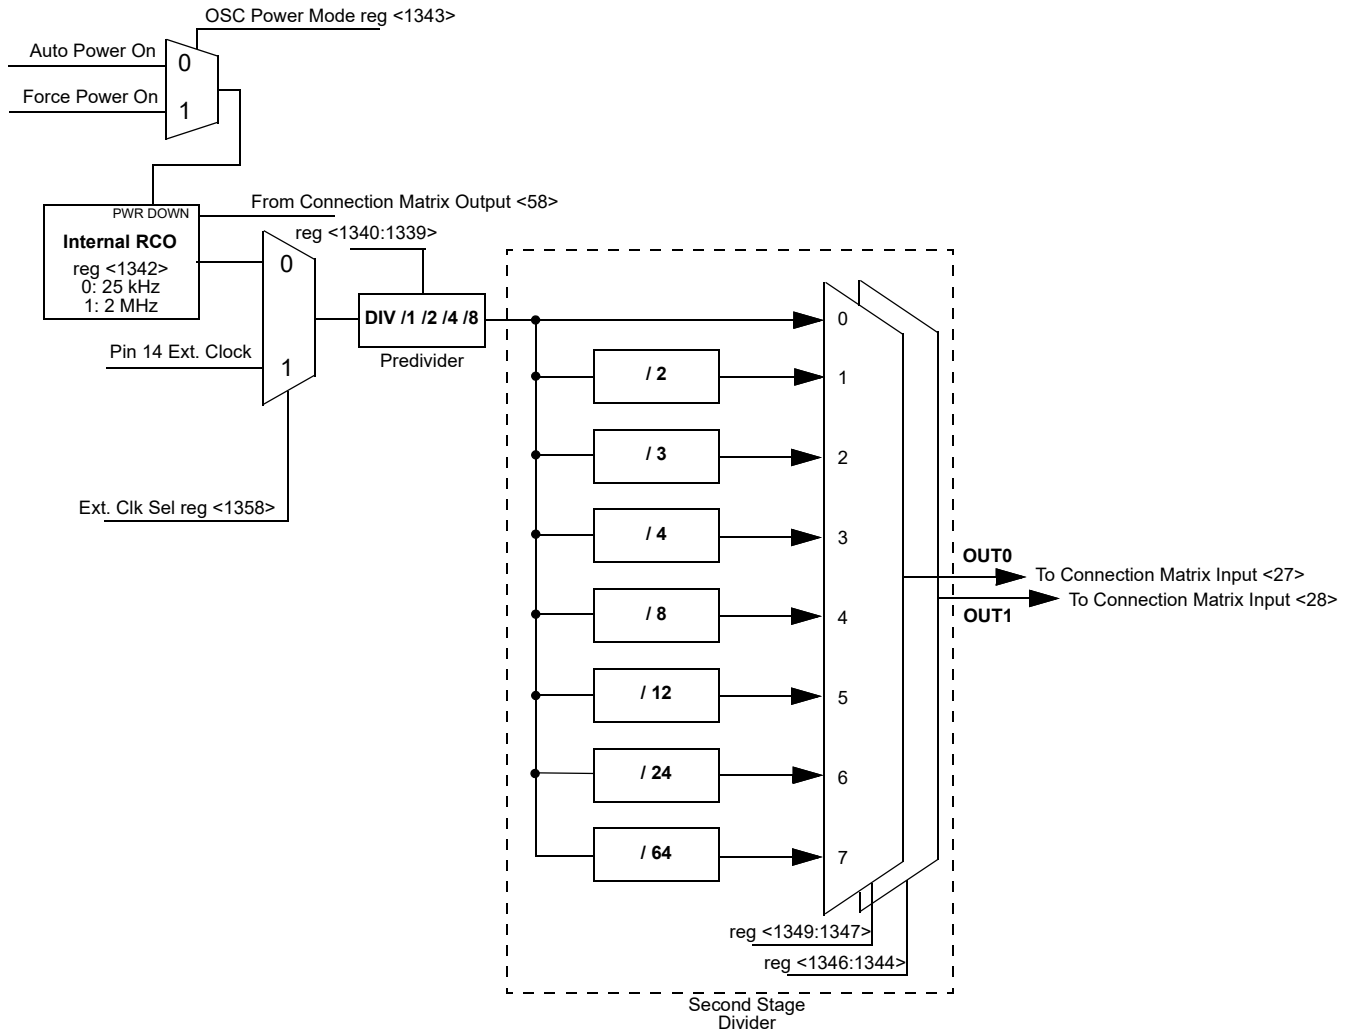 OSC Power Mode reg <1343>
Auto Power On
0
Force Power On
1
PWR DOWN
From Connection Matrix Output <58>
Internal RCO
reg <1342>
0: 25 kHz
1: 2 MHz
reg <1340:1339>
0
DIV /1 /2 /4 /8
Predivider
Pin 14 Ext. Clock
1
Ext. Clk Sel reg <1358>
0
/ 2
1
/ 3
2
/ 4
3
/ 8
4
/ 12
5
/ 24
6
/ 64
7
OUT0
To Connection Matrix Input <27>
To Connection Matrix Input <28>
OUT1
reg <1349:1347>
reg <1346:1344>
Second Stage
Divider